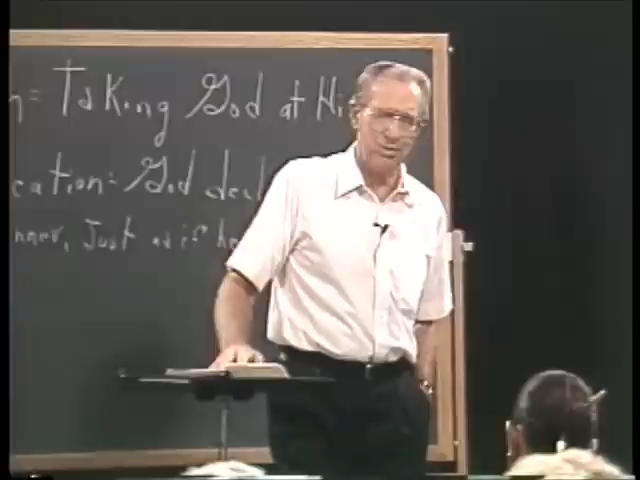 = Taking God at Hi
cation = God decl
nner, Just as if he